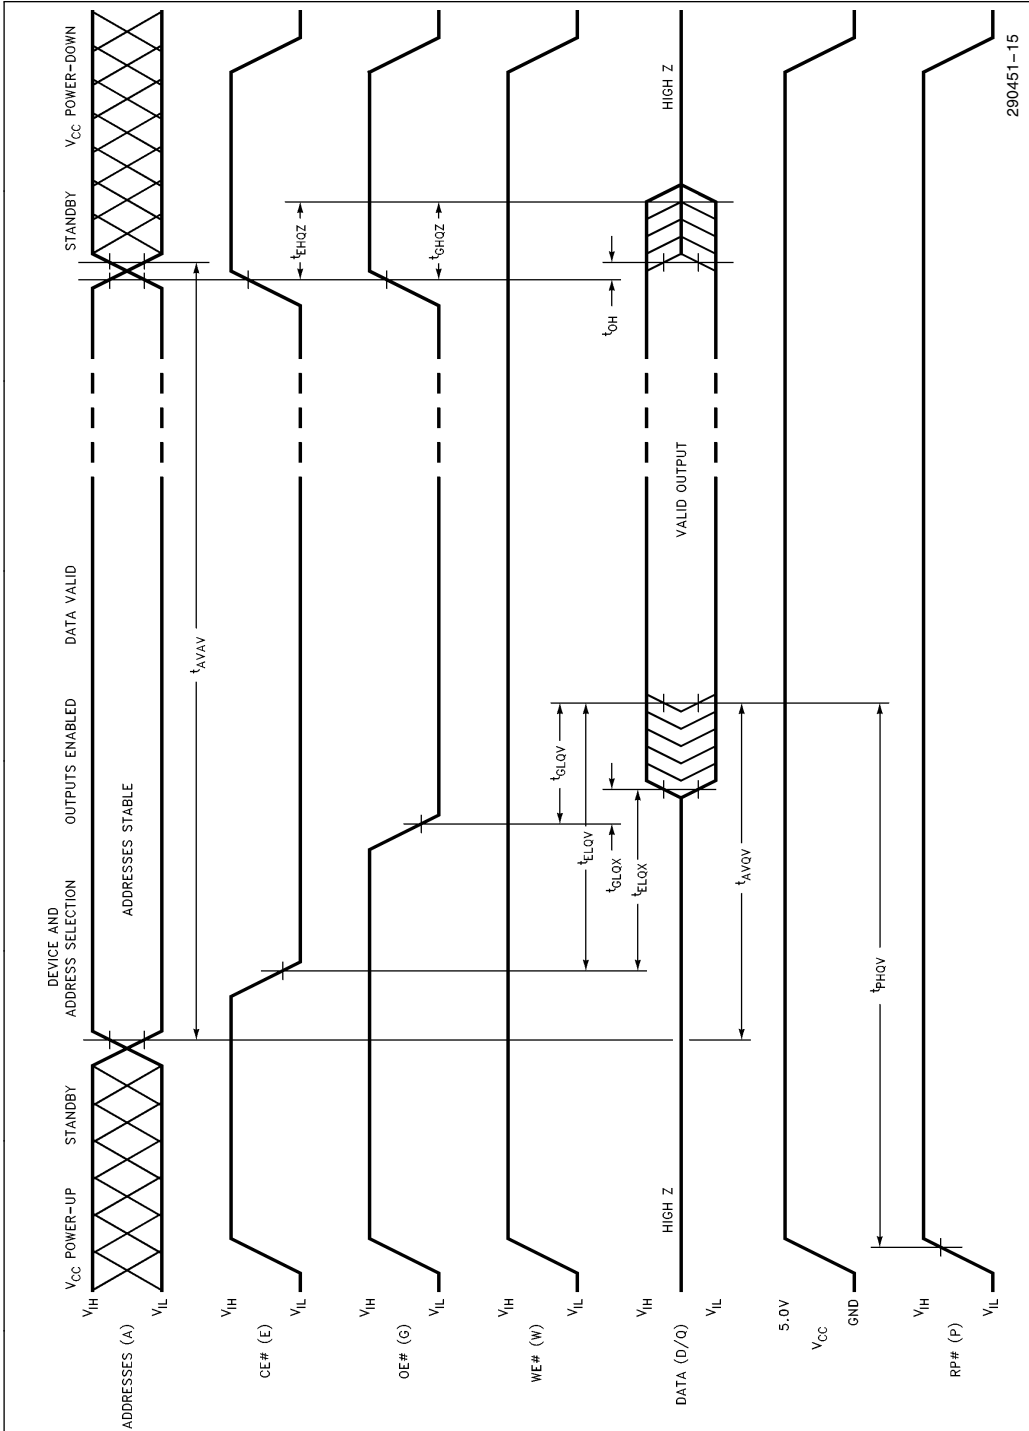 VCC POWER-UP
STANDBY
DEVICE AND
ADDRESS SELECTION
OUTPUTS ENABLED
DATA VALID
STANDBY
VCC POWER-DOWN
ADDRESSES (A)
VIH
VIL
ADDRESSES STABLE
tAVAV
CE# (E)
VIH
VIL
tEHQZ
OE# (G)
VIH
VIL
tGHQZ
WE# (W)
VIH
VIL
tGLQV
tELQV
tGLQX
tELQX
tOH
DATA (D/Q)
VIH
VIL
HIGH Z
VALID OUTPUT
HIGH Z
tAVQV
5.0V
VCC
GND
tPHQV
RP# (P)
VIH
VIL
290451-15